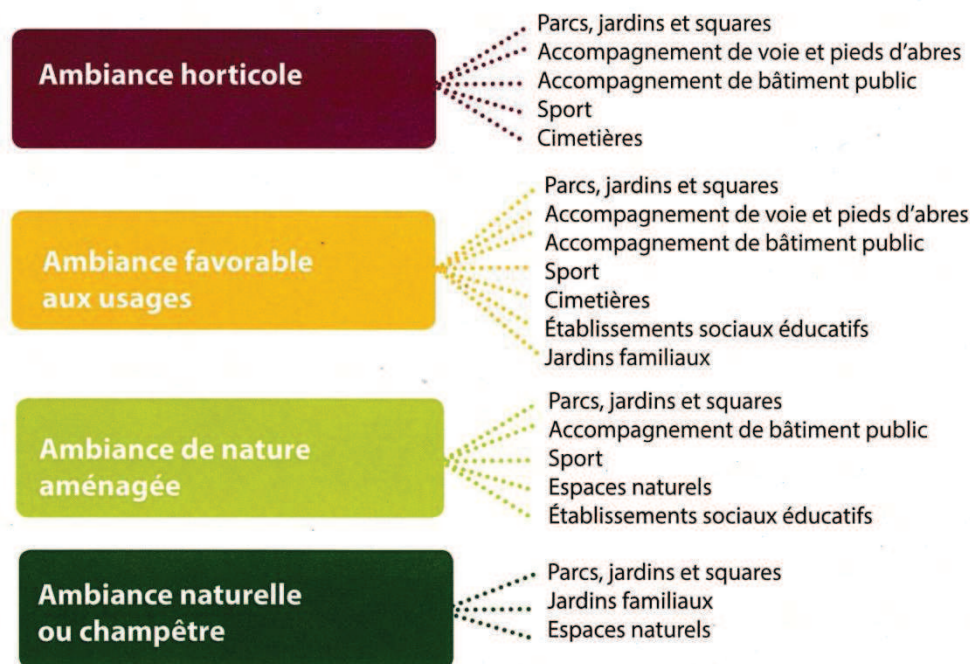 Ambiance horticole
Parcs, jardins et squares
Accompagnement de voie et pieds d'abres
Accompagnement de bâtiment public
Sport
Cimetières
Ambiance favorable
aux usages
Parcs, jardins et squares
Accompagnement de voie et pieds d'abres
Accompagnement de bâtiment public
Sport
Cimetières
Établissements sociaux éducatifs
Jardins familiaux
Ambiance de nature
aménagée
Parcs, jardins et squares
Accompagnement de bâtiment public
Sport
Espaces naturels
Établissements sociaux éducatifs
Ambiance naturelle
ou champêtre
Parcs, jardins et squares
Jardins familiaux
Espaces naturels